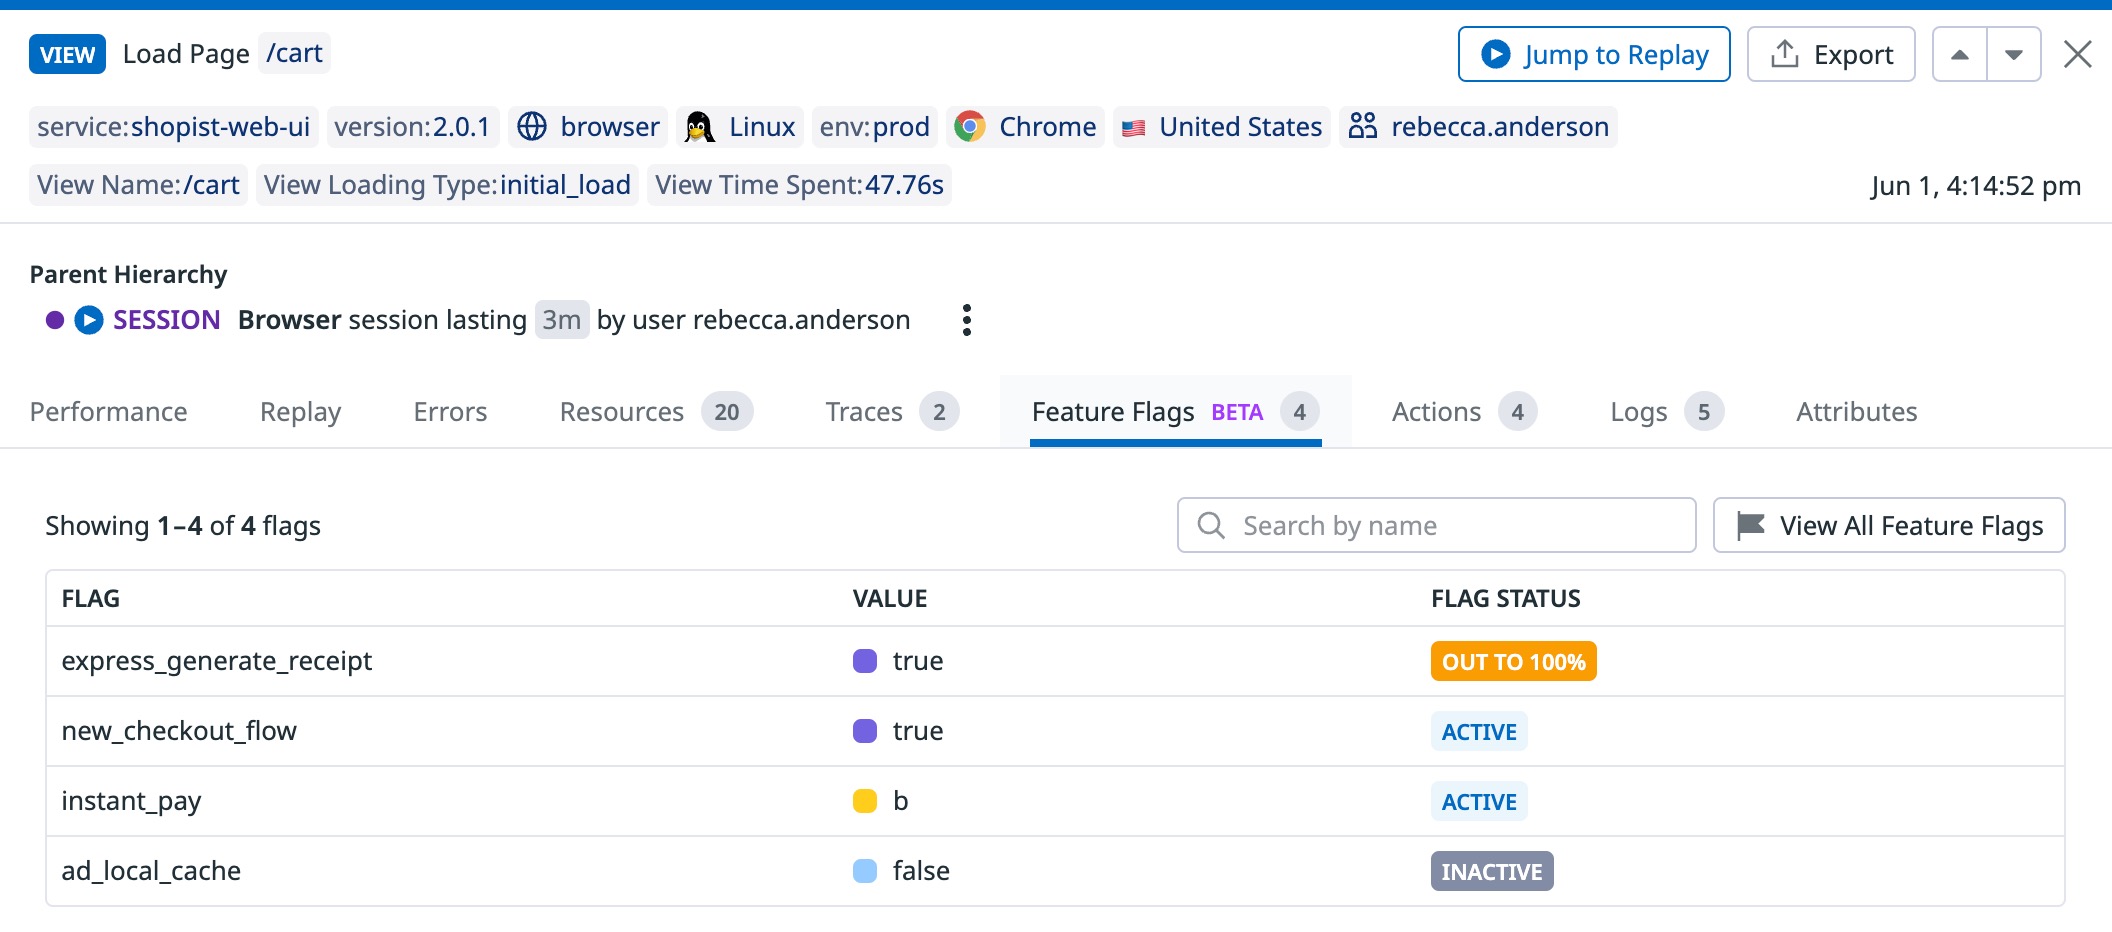 VIEW Load Page /cart Jump to Replay Export
service:shopist-web-ui version:2.0.1 browser Linux env:prod Chrome United States rebecca.anderson
View Name:/cart View Loading Type:initial_load View Time Spent:47.76s Jun 1, 4:14:52 pm
Parent Hierarchy
SESSION Browser session lasting 3m by user rebecca.anderson
Performance Replay Errors Resources 20 Traces 2 Feature Flags BETA 4 Actions 4 Logs 5 Attributes
Showing 1–4 of 4 flags Search by name View All Feature Flags
FLAG VALUE FLAG STATUS
express_generate_receipt true OUT TO 100%
new_checkout_flow true ACTIVE
instant_pay b ACTIVE
ad_local_cache false INACTIVE